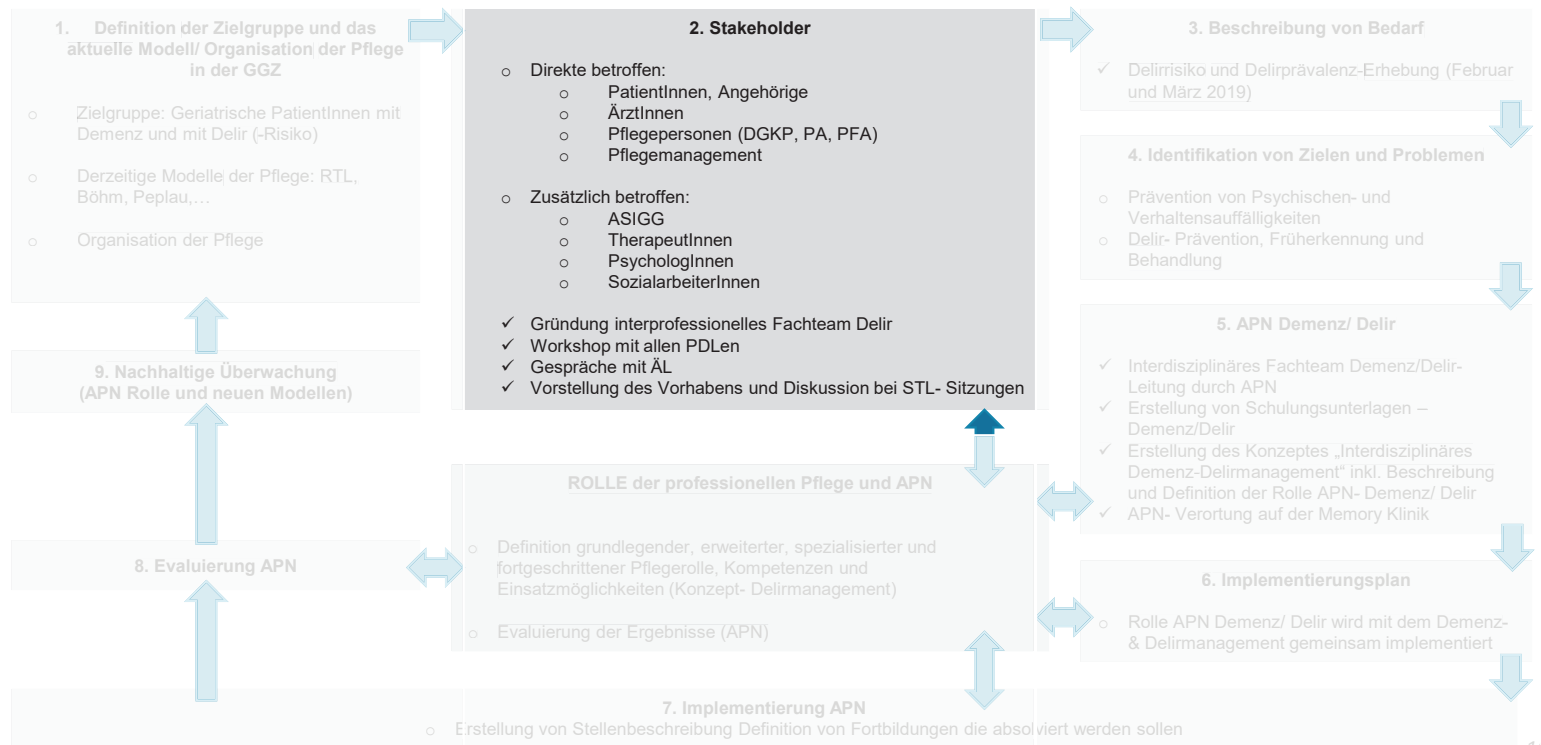 1. Definition der Zielgruppe und das
aktuelle Modell/ Organisation der Pflege
in der GGZ
o Zielgruppe: Geriatrische PatientInnen mit
Demenz und mit Delir (-Risiko)
o Derzeitige Modelle der Pflege: RTL,
Böhm, Peplau,…
o Organisation der Pflege
2. Stakeholder
o Direkte betroffen:
o PatientInnen, Angehörige
o ÄrztInnen
o Pflegepersonen (DGKP, PA, PFA)
o Pflegemanagement
o Zusätzlich betroffen:
o ASIGG
o TherapeutInnen
o PsychologInnen
o SozialarbeiterInnen
✓ Gründung interprofessionelles Fachteam Delir
✓ Workshop mit allen PDLen
✓ Gespräche mit ÄL
✓ Vorstellung des Vorhabens und Diskussion bei STL- Sitzungen
3. Beschreibung von Bedarf
✓ Delirrisiko und Delirprävalenz-Erhebung (Februar
und März 2019)
4. Identifikation von Zielen und Problemen
o Prävention von Psychischen- und
Verhaltensauffälligkeiten
o Delir- Prävention, Früherkennung und
Behandlung
5. APN Demenz/ Delir
✓ Interdisziplinäres Fachteam Demenz/Delir-
Leitung durch APN
✓ Erstellung von Schulungsunterlagen –
Demenz/Delir
✓ Erstellung des Konzeptes „Interdisziplinäres
Demenz-Delirmanagement“ inkl. Beschreibung
und Definition der Rolle APN- Demenz/ Delir
✓ APN- Verortung auf der Memory Klinik
6. Implementierungsplan
o Rolle APN Demenz/ Delir wird mit dem Demenz-
& Delirmanagement gemeinsam implementiert
ROLLE der professionellen Pflege und APN
o Definition grundlegender, erweiterter, spezialisierter und
fortgeschrittener Pflegerolle, Kompetenzen und
Einsatzmöglichkeiten (Konzept- Delirmanagement)
o Evaluierung der Ergebnisse (APN)
7. Implementierung APN
o Erstellung von Stellenbeschreibung Definition von Fortbildungen die absolviert werden sollen
8. Evaluierung APN
9. Nachhaltige Überwachung
(APN Rolle und neuen Modellen)